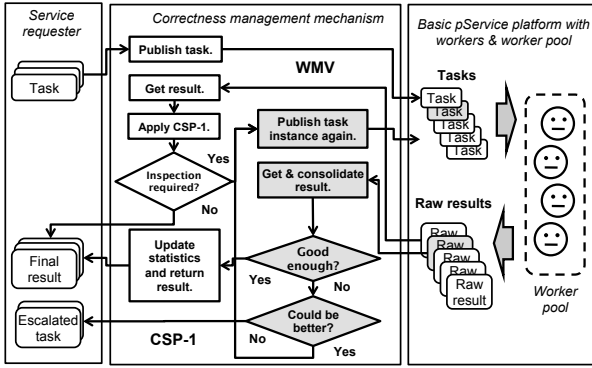 Service
requester
Correctness management mechanism
Basic pService platform with
workers & worker pool
Task
Publish task.
WMV
Get result.
Apply CSP-1.
Inspection
required?
Yes
No
Publish task
instance again.
Get & consolidate
result.
Tasks
Task
Task
Task
Task
Task
Raw results
Raw
Raw
Raw
Raw
Raw
result
Worker
pool
Final
result
Update
statistics
and return
result.
Good
enough?
Yes
No
Escalated
task
CSP-1
Could be
better?
No
Yes